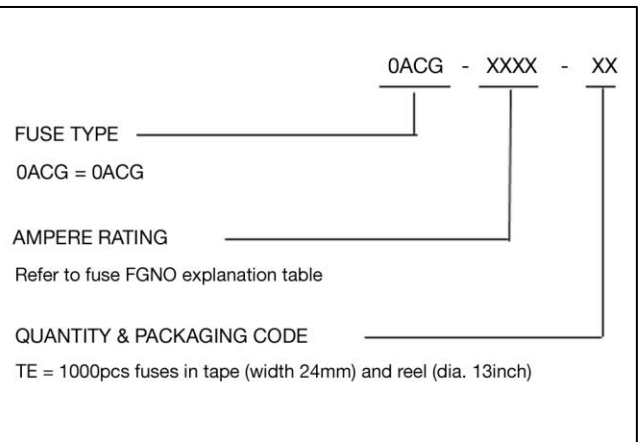 0ACG - XXXX - XX
FUSE TYPE
0ACG = 0ACG
AMPERE RATING
Refer to fuse FGNO explanation table
QUANTITY & PACKAGING CODE
TE = 1000pcs fuses in tape (width 24mm) and reel (dia. 13inch)